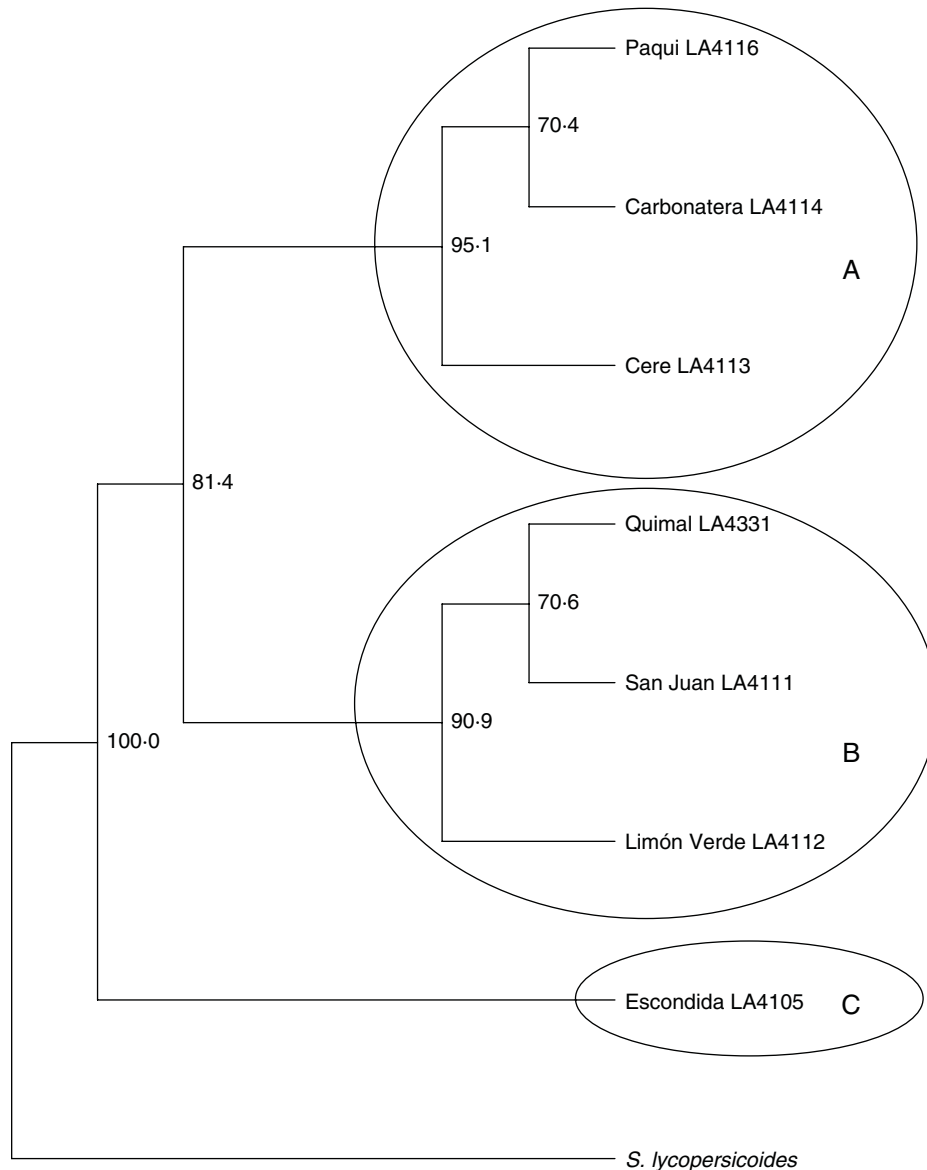 Paqui LA4116
70·4
Carbonatera LA4114
95·1
A
Cere LA4113
81·4
Quimal LA4331
70·6
San Juan LA4111
90·9
100·0
B
Limón Verde LA4112
Escondida LA4105
C
S. lycopersicoides